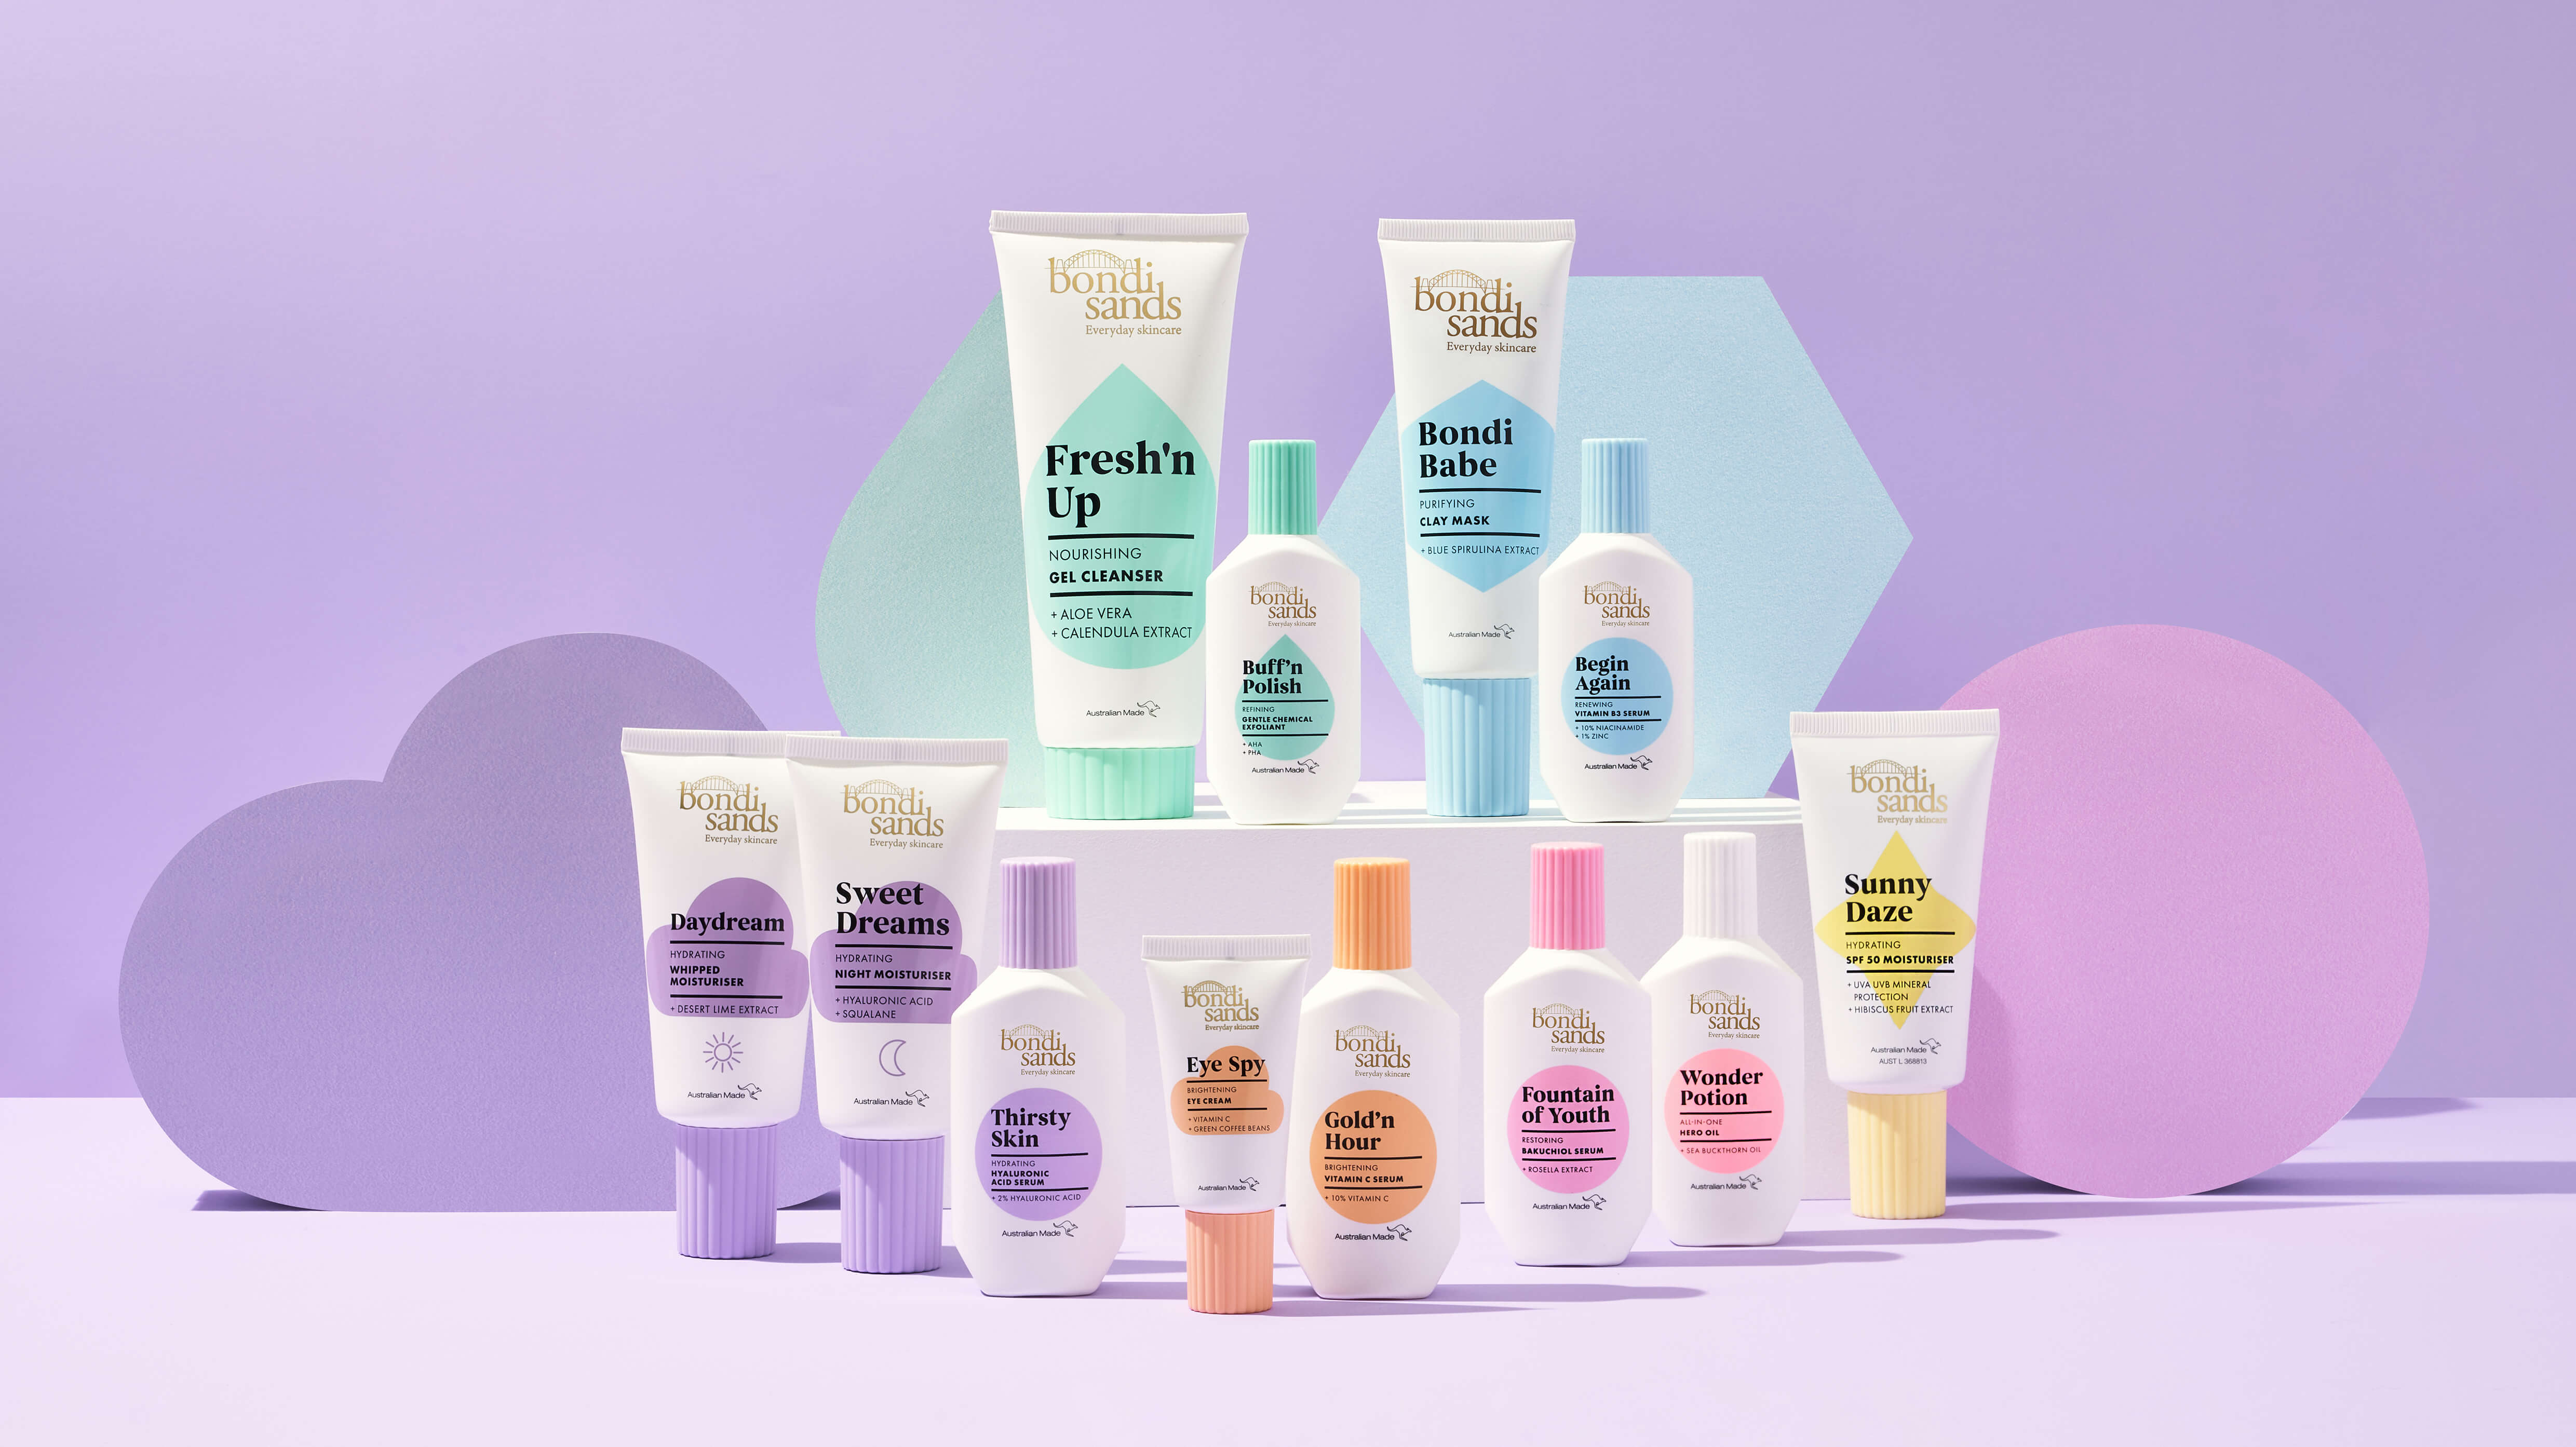 bondi
sands
Everyday skincare
Fresh'n
Up
NOURISHING
GEL CLEANSER
+ ALOE VERA
+ CALENDULA EXTRACT
Australian Made
bondi
sands
Everyday skincare
Buff'n
Polish
REFINING
GENTLE CHEMICAL
EXFOLIANT
+ AHA
+ PHA
Australian Made
bondi
sands
Everyday skincare
Bondi
Babe
PURIFYING
CLAY MASK
+ BLUE SPIRULINA EXTRACT
Australian Made
bondi
sands
Everyday skincare
Begin
Again
RENEWING
VITAMIN B3 SERUM
+ 10% NIACINAMIDE
+ 1% ZINC
Australian Made
bondi
sands
Everyday skincare
Daydream
HYDRATING
WHIPPED
MOISTURISER
+ DESERT LIME EXTRACT
Australian Made
bondi
sands
Everyday skincare
Sweet
Dreams
HYDRATING
NIGHT MOISTURISER
+ HYALURONIC ACID
+ SQUALANE
Australian Made
bondi
sands
Everyday skincare
Thirsty
Skin
HYDRATING
HYALURONIC
ACID SERUM
+ 2% HYALURONIC ACID
Australian Made
bondi
sands
Everyday skincare
Eye Spy
BRIGHTENING
EYE CREAM
+ VITAMIN C
+ GREEN COFFEE BEANS
Australian Made
bondi
sands
Everyday skincare
Gold'n
Hour
BRIGHTENING
VITAMIN C SERUM
+ 10% VITAMIN C
Australian Made
bondi
sands
Everyday skincare
Fountain
of Youth
RESTORING
BAKUCHIOL SERUM
+ ROSELLA EXTRACT
Australian Made
bondi
sands
Everyday skincare
Wonder
Potion
ALL-IN-ONE
HERO OIL
+ SEA BUCKTHORN OIL
Australian Made
bondi
sands
Everyday skincare
Sunny
Daze
HYDRATING
SPF 50 MOISTURISER
+ UVA UVB MINERAL
PROTECTION
+ HIBISCUS FRUIT EXTRACT
Australian Made
AUST L 368813